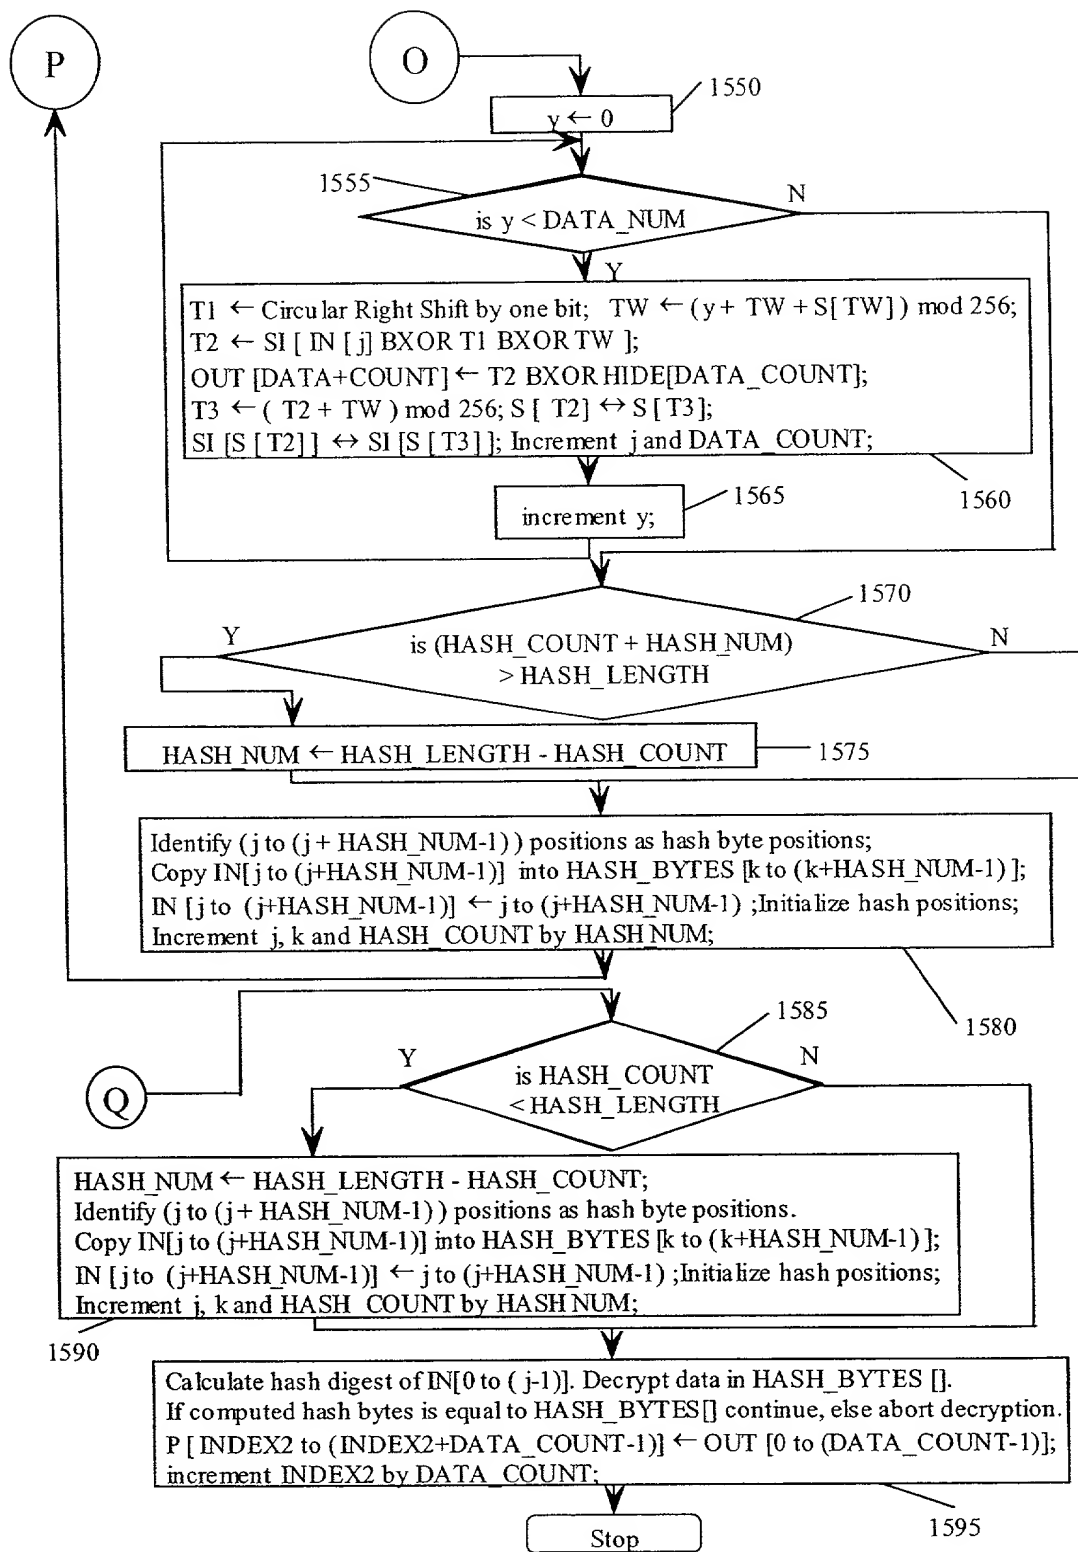 P
O
1550
y ← 0
1555
N
is y < DATA_NUM
Y
T1 ← Circular Right Shift by one bit; TW ← (y + TW + S[TW]) mod 256;
T2 ← SI [ IN [j] BXOR T1 BXOR TW ];
OUT [DATA+COUNT] ← T2 BXOR HIDE[DATA_COUNT];
T3 ← ( T2 + TW ) mod 256; S [ T2] ↔ S [T3];
SI [S [T2]] ↔ SI [S [T3]]; Increment j and DATA_COUNT;
1560
1565
increment y;
1570
Y
N
is (HASH_COUNT + HASH_NUM)
> HASH_LENGTH
HASH_NUM ← HASH_LENGTH - HASH_COUNT
1575
Identify (j to (j + HASH_NUM-1)) positions as hash byte positions;
Copy IN[j to (j+HASH_NUM-1)] into HASH_BYTES [k to (k+HASH_NUM-1)];
IN [j to (j+HASH_NUM-1)] ← j to (j+HASH_NUM-1) ;Initialize hash positions;
Increment j, k and HASH_COUNT by HASH NUM;
1580
1585
Y
N
is HASH_COUNT
< HASH_LENGTH
Q
HASH_NUM ← HASH_LENGTH - HASH_COUNT;
Identify (j to (j + HASH_NUM-1)) positions as hash byte positions.
Copy IN[j to (j+HASH_NUM-1)] into HASH_BYTES [k to (k+HASH_NUM-1)];
IN [j to (j+HASH_NUM-1)] ← j to (j+HASH_NUM-1) ;Initialize hash positions;
Increment j, k and HASH_COUNT by HASH NUM;
1590
Calculate hash digest of IN[0 to ( j-1)]. Decrypt data in HASH_BYTES [].
If computed hash bytes is equal to HASH_BYTES[] continue, else abort decryption.
P [ INDEX2 to (INDEX2+DATA_COUNT-1)] ← OUT [0 to (DATA_COUNT-1)];
increment INDEX2 by DATA_COUNT;
1595
Stop